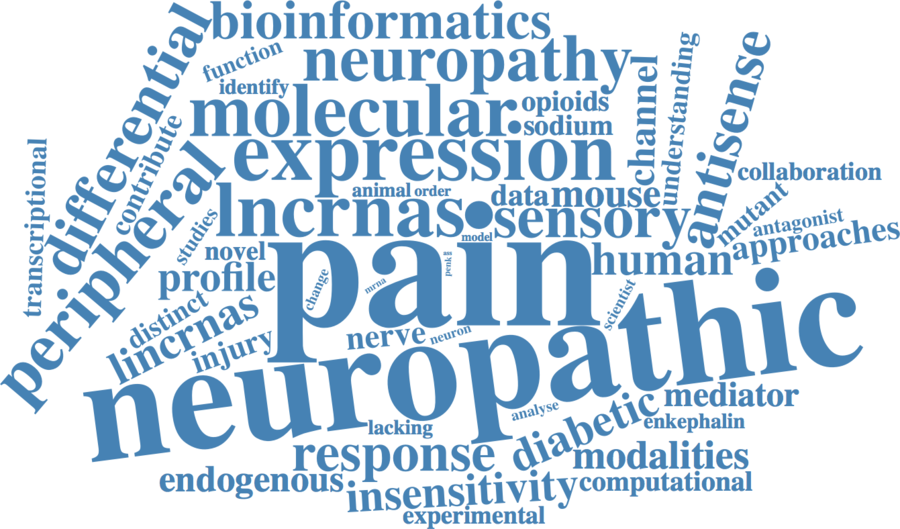 bioinformatics
function
neuropathy
identify
differential
molecular
opioids
sodium
channel
understanding
antisense
contribute
expression
collaboration
transcriptional
peripheral
animal
order
data
mouse
mutant
lncrnas
sensory
antagonist
approaches
studies
novel
model
pain
human
profile
change
mrna
penk
scientist
distinct
lincrnas
injury
nerve
neuron
neuropathic
mediator
analyse
diabetic
enkephalin
lacking
response
modalities
endogenous
insensitivity
computational
experimental